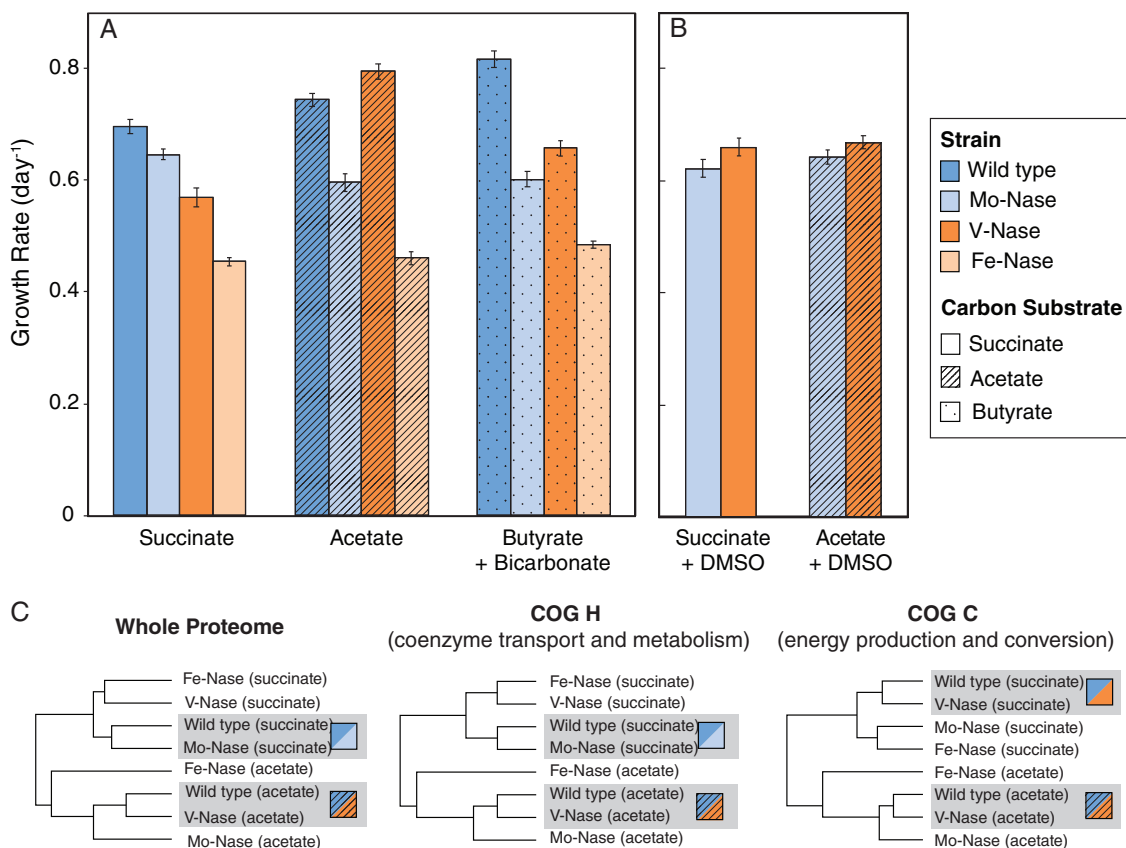 A
B
Growth Rate (day⁻¹)
0.8
0.6
0.4
0.2
0
Succinate
Acetate
Butyrate
+ Bicarbonate
Succinate
+ DMSO
Acetate
+ DMSO
Strain
Wild type
Mo-Nase
V-Nase
Fe-Nase
Carbon Substrate
Succinate
Acetate
Butyrate
C
Whole Proteome
Fe-Nase (succinate)
V-Nase (succinate)
Wild type (succinate)
Mo-Nase (succinate)
Fe-Nase (acetate)
Wild type (acetate)
V-Nase (acetate)
Mo-Nase (acetate)
COG H
(coenzyme transport and metabolism)
Fe-Nase (succinate)
V-Nase (succinate)
Wild type (succinate)
Mo-Nase (succinate)
Fe-Nase (acetate)
Wild type (acetate)
V-Nase (acetate)
Mo-Nase (acetate)
COG C
(energy production and conversion)
Wild type (succinate)
V-Nase (succinate)
Mo-Nase (succinate)
Fe-Nase (succinate)
Fe-Nase (acetate)
Wild type (acetate)
V-Nase (acetate)
Mo-Nase (acetate)